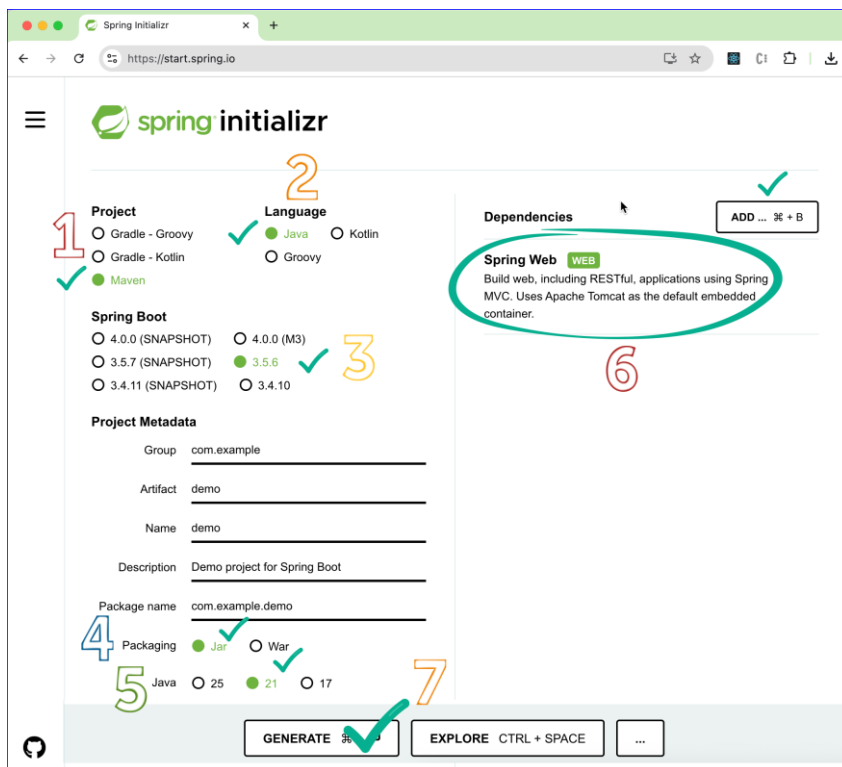 Spring Initializr
https://start.spring.io
spring initializr
2
1
Project
Gradle - Groovy
Gradle - Kotlin
Maven
Language
Java Kotlin
Groovy
Spring Boot
4.0.0 (SNAPSHOT) 4.0.0 (M3)
3.5.7 (SNAPSHOT) 3.5.6
3.4.11 (SNAPSHOT) 3.4.10
3
Project Metadata
Group com.example
Artifact demo
Name demo
Description Demo project for Spring Boot
Package name com.example.demo
4
Packaging Jar War
5
Java 25 21 17
Dependencies
ADD ... ⌘ + B
Spring Web WEB
Build web, including RESTful, applications using Spring
MVC. Uses Apache Tomcat as the default embedded
container.
6
7
GENERATE ⌘
EXPLORE CTRL + SPACE
...